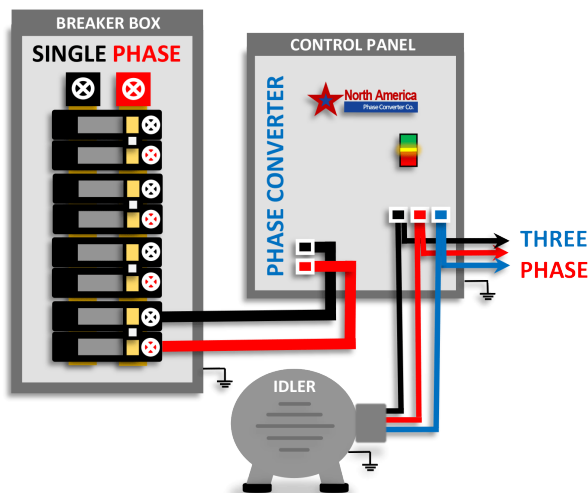 BREAKER BOX
SINGLE PHASE
CONTROL PANEL
PHASE CONVERTER
North America
Phase Converter Co.
THREE
PHASE
IDLER